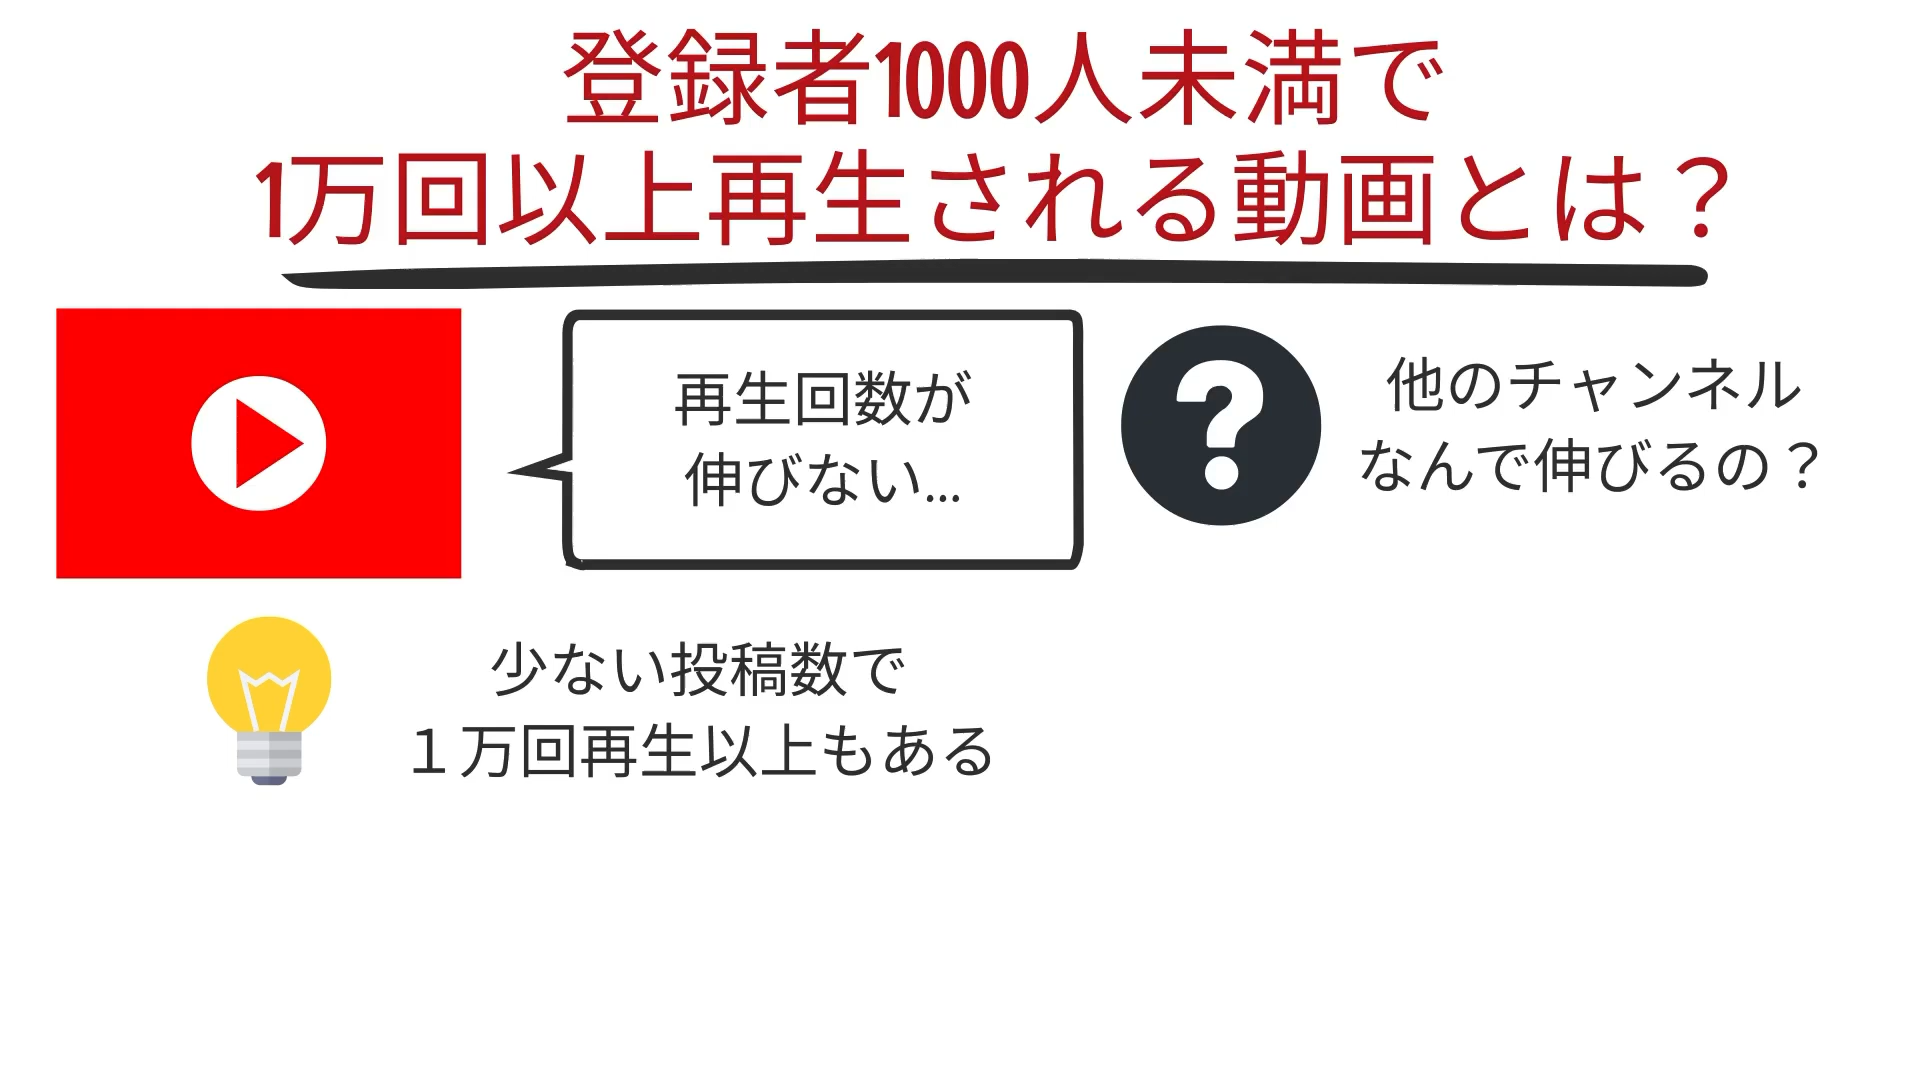 登録者1000人未満で
1万回以上再生される動画とは？
再生回数が
伸びない...
他のチャンネル
なんで伸びるの？
少ない投稿数で
１万回再生以上もある